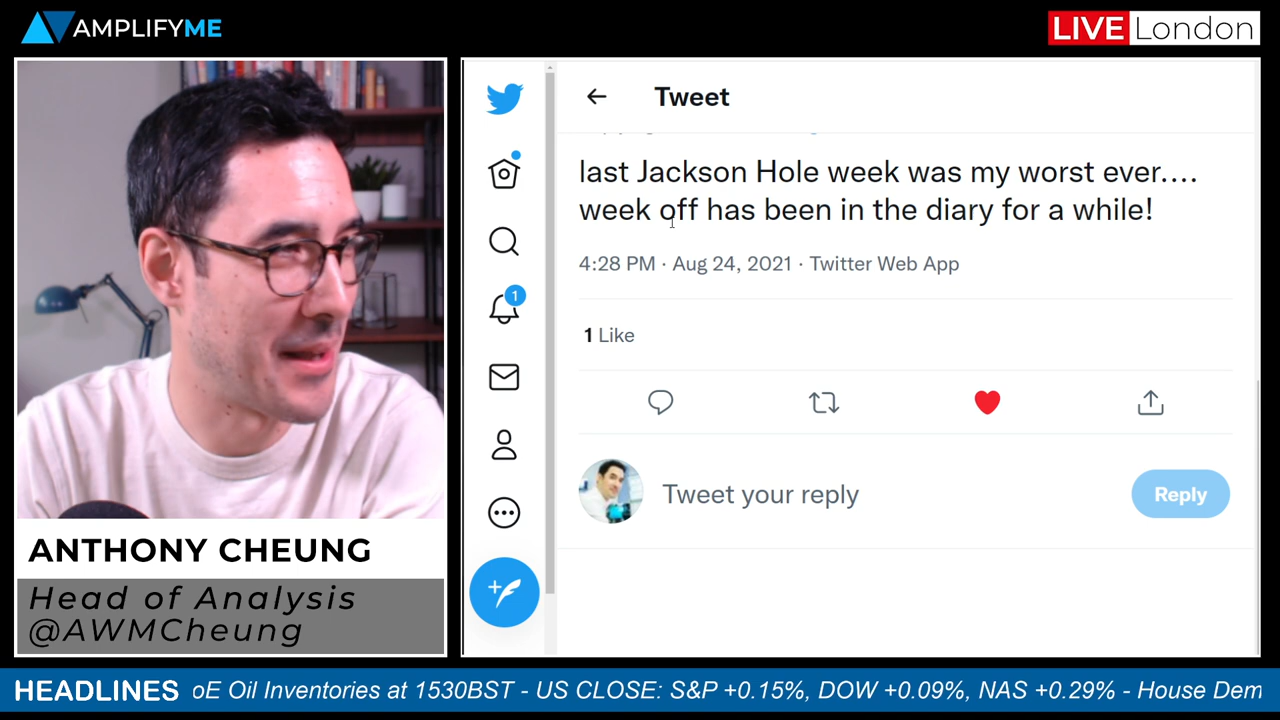 AMPLIFYME
LIVE London
Tweet
last Jackson Hole week was my worst ever....
week off has been in the diary for a while!
4:28 PM · Aug 24, 2021 · Twitter Web App
1
1 Like
Tweet your reply
Reply
ANTHONY CHEUNG
Head of Analysis
@AWMCheung
HEADLINES oE Oil Inventories at 1530BST - US CLOSE: S&P +0.15%, DOW +0.09%, NAS +0.29% - House Dem